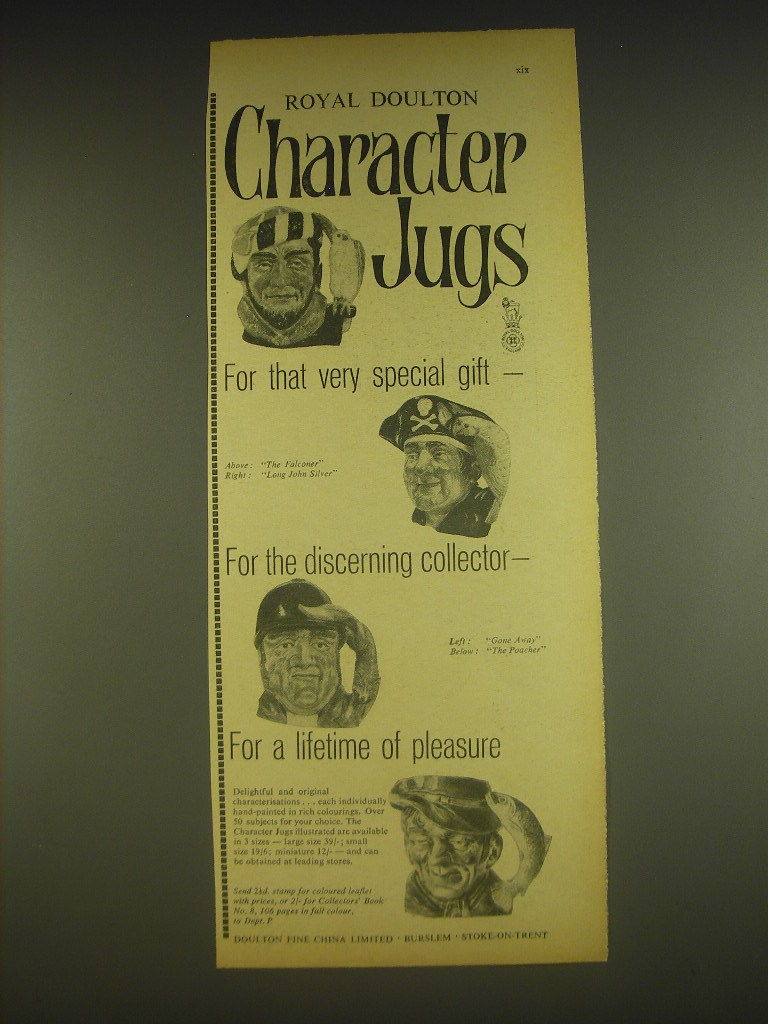 xix
ROYAL DOULTON
Character
Jugs
For that very special gift —
Above: "The Falconer"
Right: "Long John Silver"
For the discerning collector—
Left: "Gone Away"
Below: "The Poacher"
For a lifetime of pleasure
Delightful and original
characterisations . . . each individually
hand-painted in rich colourings. Over
50 subjects for your choice. The
Character Jugs illustrated are available
in 3 sizes — large size 39/-; small
size 19/6; miniature 12/- — and can
be obtained at leading stores.
Send 2½d. stamp for coloured leaflet
with prices, or 2/- for Collectors' Book
No. 8, 106 pages in full colour,
to Dept. P.
DOULTON FINE CHINA LIMITED · BURSLEM · STOKE-ON-TRENT